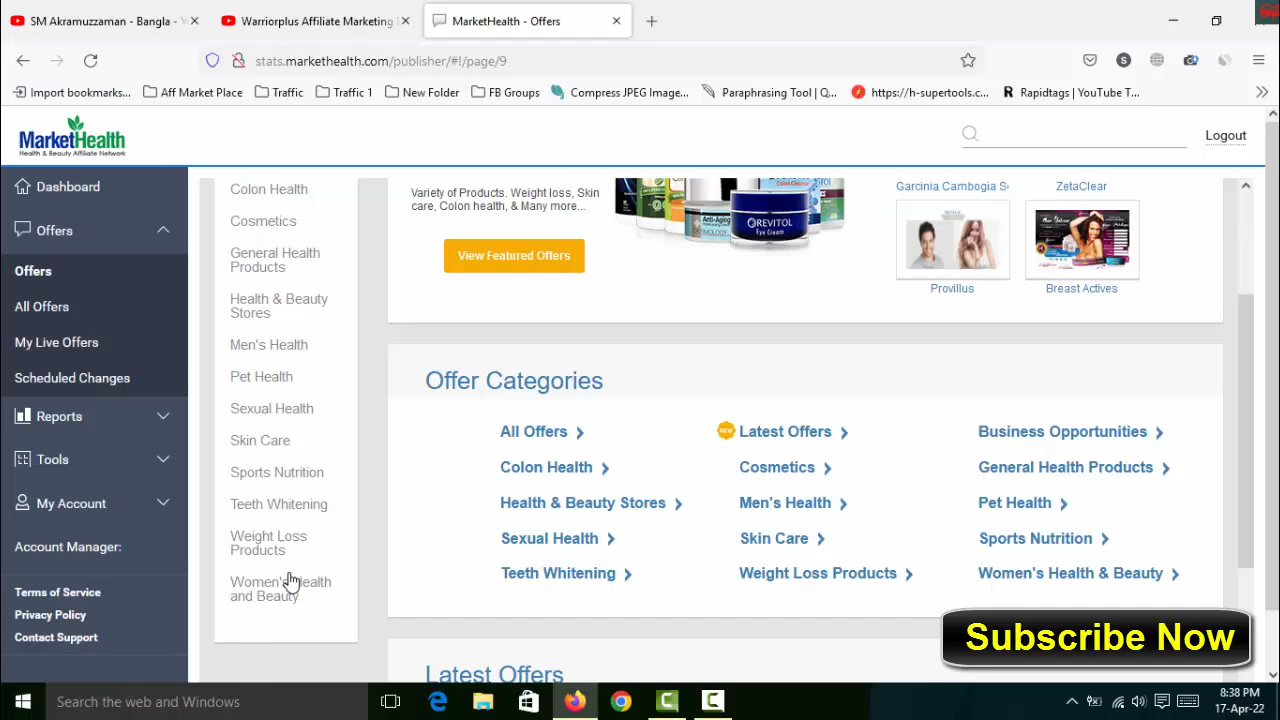 SM Akramuzzaman - Bangla -
Warriorplus Affiliate Marketing
MarketHealth - Offers
stats.markethealth.com/publisher/#!/page/9
Import bookmarks...
Aff Market Place
Traffic
Traffic 1
New Folder
FB Groups
Compress JPEG Image...
Paraphrasing Tool | Q...
https://h-supertools.c...
Rapidtags | YouTube T...
MarketHealth
Health & Beauty Affiliate Network
Logout
Dashboard
Offers
Offers
All Offers
My Live Offers
Scheduled Changes
Reports
Tools
My Account
Account Manager:
Terms of Service
Privacy Policy
Contact Support
Colon Health
Cosmetics
General Health
Products
Health & Beauty
Stores
Men's Health
Pet Health
Sexual Health
Skin Care
Sports Nutrition
Teeth Whitening
Weight Loss
Products
Women's Health
and Beauty
Variety of Products. Weight loss, Skin
care, Colon health, & Many more...
View Featured Offers
REVITOL
Eye Cream
Garcinia Cambogia S
ZetaClear
Provillus
Breast Actives
Offer Categories
All Offers
NEW Latest Offers
Business Opportunities
Colon Health
Cosmetics
General Health Products
Health & Beauty Stores
Men's Health
Pet Health
Sexual Health
Skin Care
Sports Nutrition
Teeth Whitening
Weight Loss Products
Women's Health & Beauty
Latest Offers
Subscribe Now
Search the web and Windows
8:38 PM
17-Apr-22